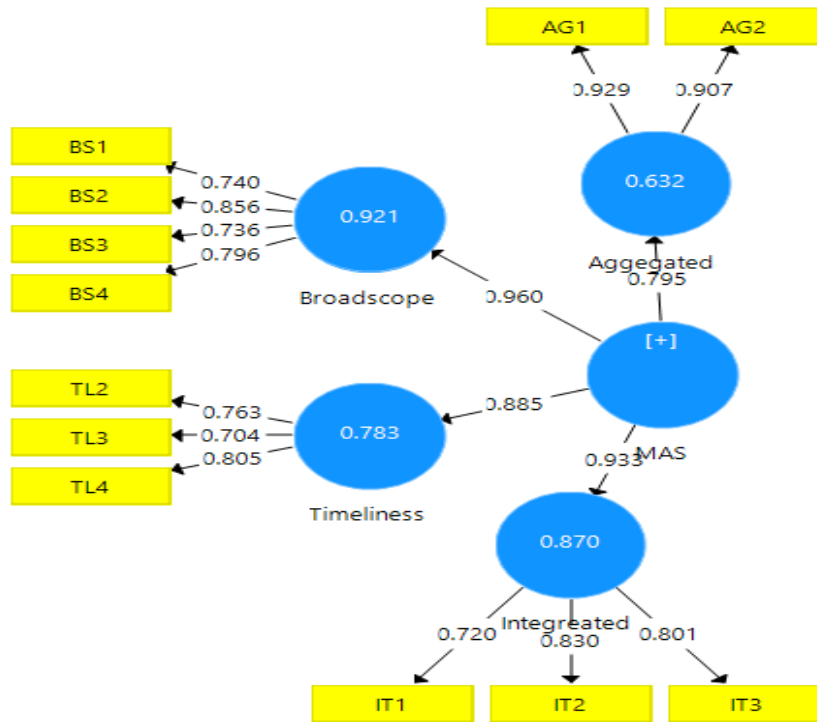 AG1
AG2
0.929
0.907
BS1
BS2
BS3
BS4
0.740
0.856
0.736
0.796
0.921
Broadscope
0.632
Aggegated
0.795
0.960
[+]
MAS
TL2
TL3
TL4
0.763
0.704
0.805
0.783
Timeliness
0.885
0.933
0.870
Integreated
0.720
0.830
0.801
IT1
IT2
IT3